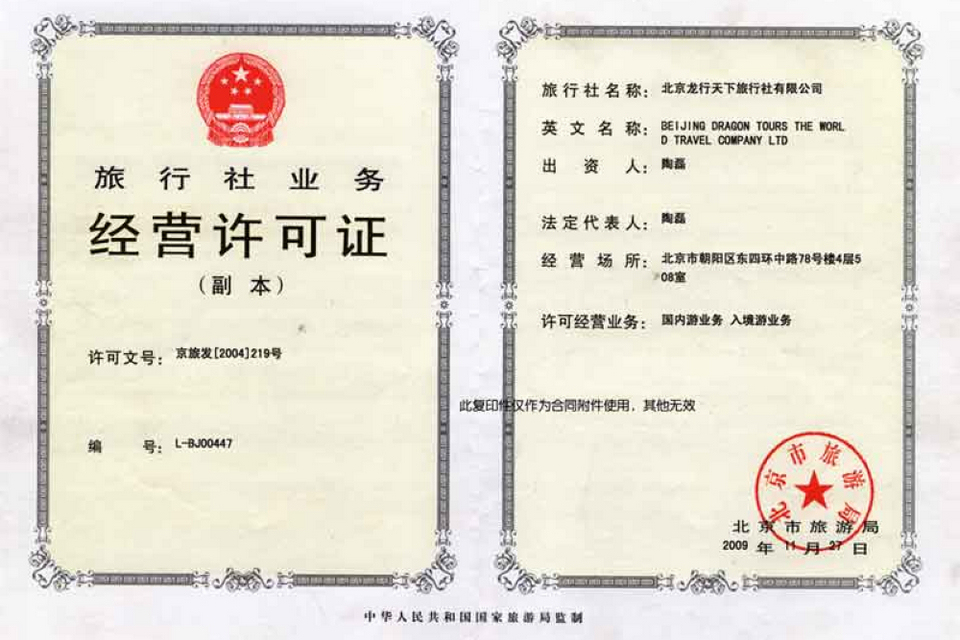 旅行社业务
经营许可证
(副本)
许可文号: 京旅发[2004]219号
编号: L-BJ00447
旅行社名称: 北京龙行天下旅行社有限公司
英文名称: BEIJING DRAGON TOURS THE WORL
D TRAVEL COMPANY LTD
出资人: 陶磊
法定代表人: 陶磊
经营场所: 北京市朝阳区东四环中路78号楼4层5
08室
许可经营业务: 国内游业务 入境游业务
此复印件仅作为合同附件使用，其他无效
北京市旅游局
北京市旅游局
2009 年 11 月 27 日
中华人民共和国国家旅游局监制